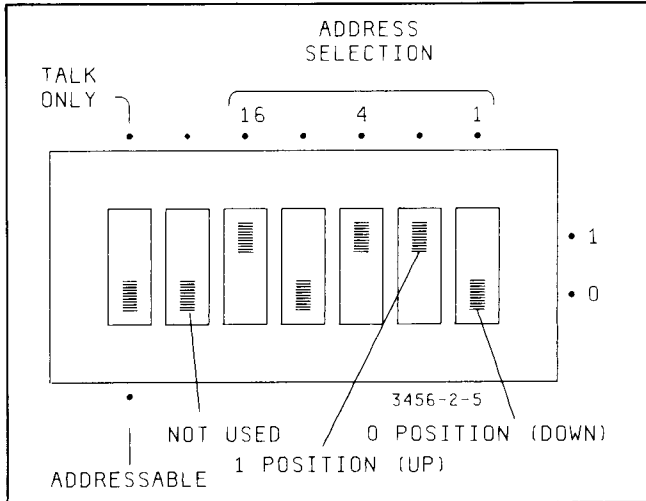 ADDRESS
SELECTION
TALK
ONLY
16 4 1
1
0
3456-2-5
NOT USED
0 POSITION (DOWN)
1 POSITION (UP)
ADDRESSABLE